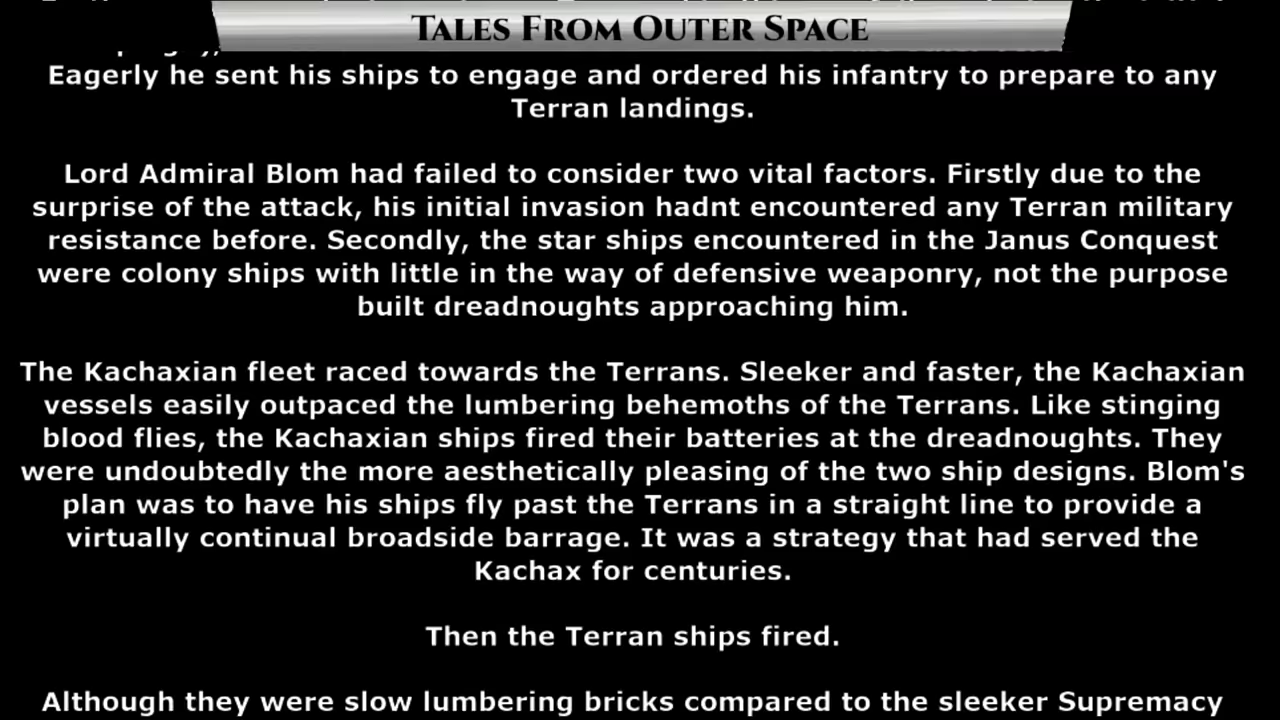 Tales From Outer Space
Eagerly he sent his ships to engage and ordered his infantry to prepare to any
Terran landings.
Lord Admiral Blom had failed to consider two vital factors. Firstly due to the
surprise of the attack, his initial invasion hadnt encountered any Terran military
resistance before. Secondly, the star ships encountered in the Janus Conquest
were colony ships with little in the way of defensive weaponry, not the purpose
built dreadnoughts approaching him.
The Kachaxian fleet raced towards the Terrans. Sleeker and faster, the Kachaxian
vessels easily outpaced the lumbering behemoths of the Terrans. Like stinging
blood flies, the Kachaxian ships fired their batteries at the dreadnoughts. They
were undoubtedly the more aesthetically pleasing of the two ship designs. Blom's
plan was to have his ships fly past the Terrans in a straight line to provide a
virtually continual broadside barrage. It was a strategy that had served the
Kachax for centuries.
Then the Terran ships fired.
Although they were slow lumbering bricks compared to the sleeker Supremacy